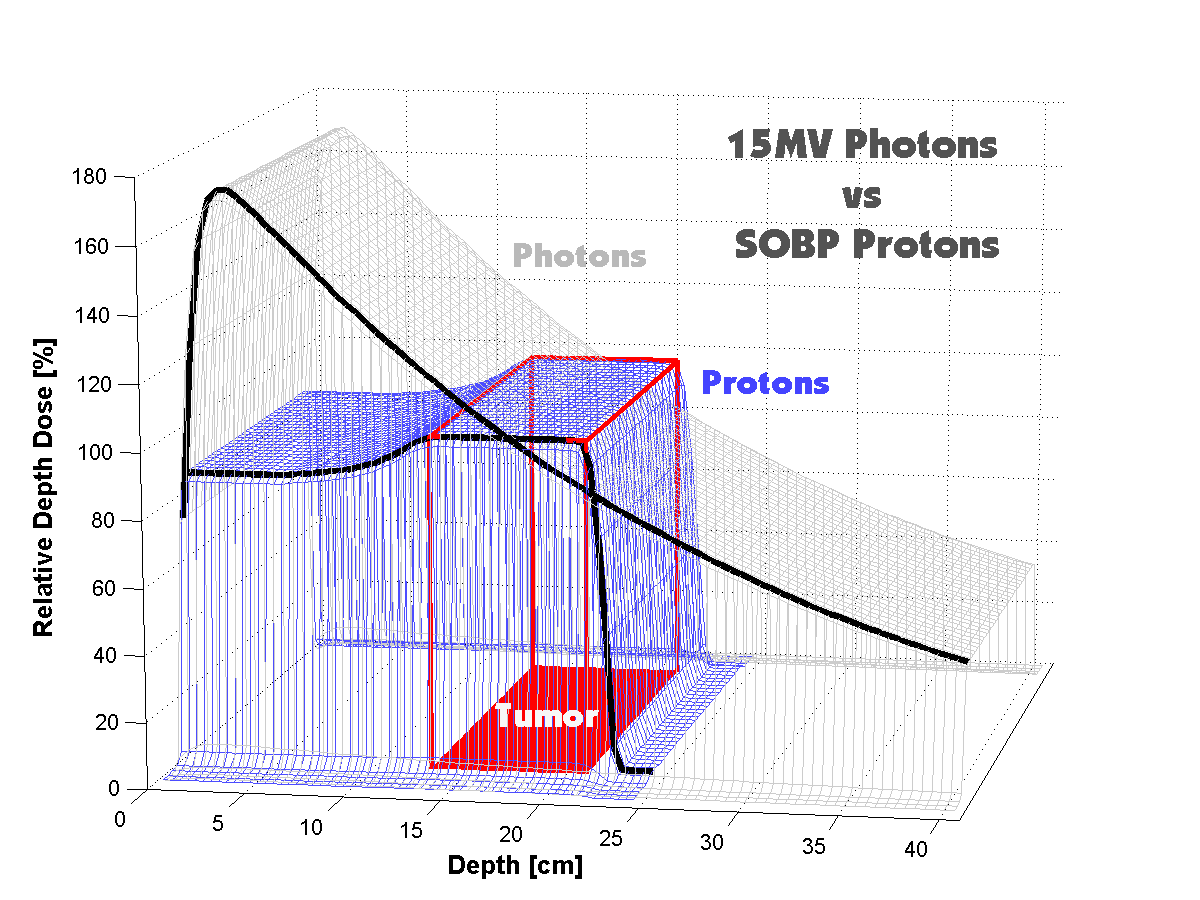 15MV Photons
vs
SOBP Protons
Photons
Protons
Tumor
Relative Depth Dose [%]
180
160
140
120
100
80
60
40
20
0
0
5
10
15
20
25
30
35
40
Depth [cm]